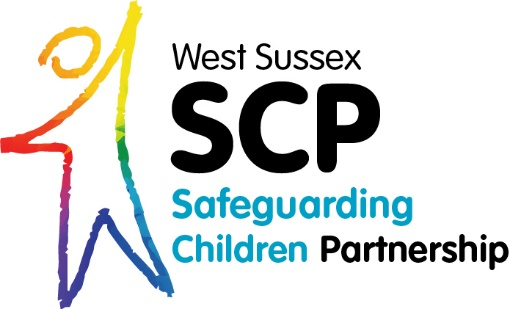 West Sussex
SCP
Safeguarding
Children Partnership